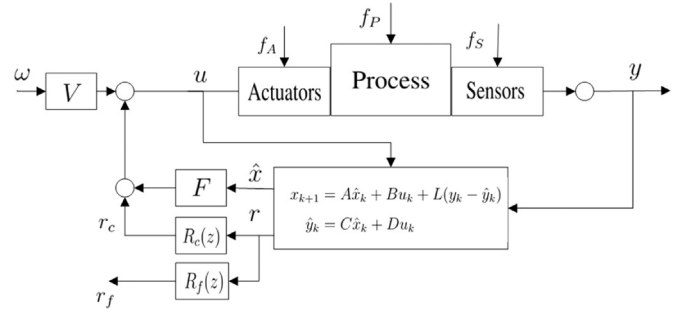 f_P
f_A
f_S
ω
V
u
Actuators
Process
Sensors
y
x̂
F
x_{k+1} = Ax̂_k + Bu_k + L(y_k − ŷ_k)
ŷ_k = Cx̂_k + Du_k
r
r_c
R_c(z)
R_f(z)
r_f